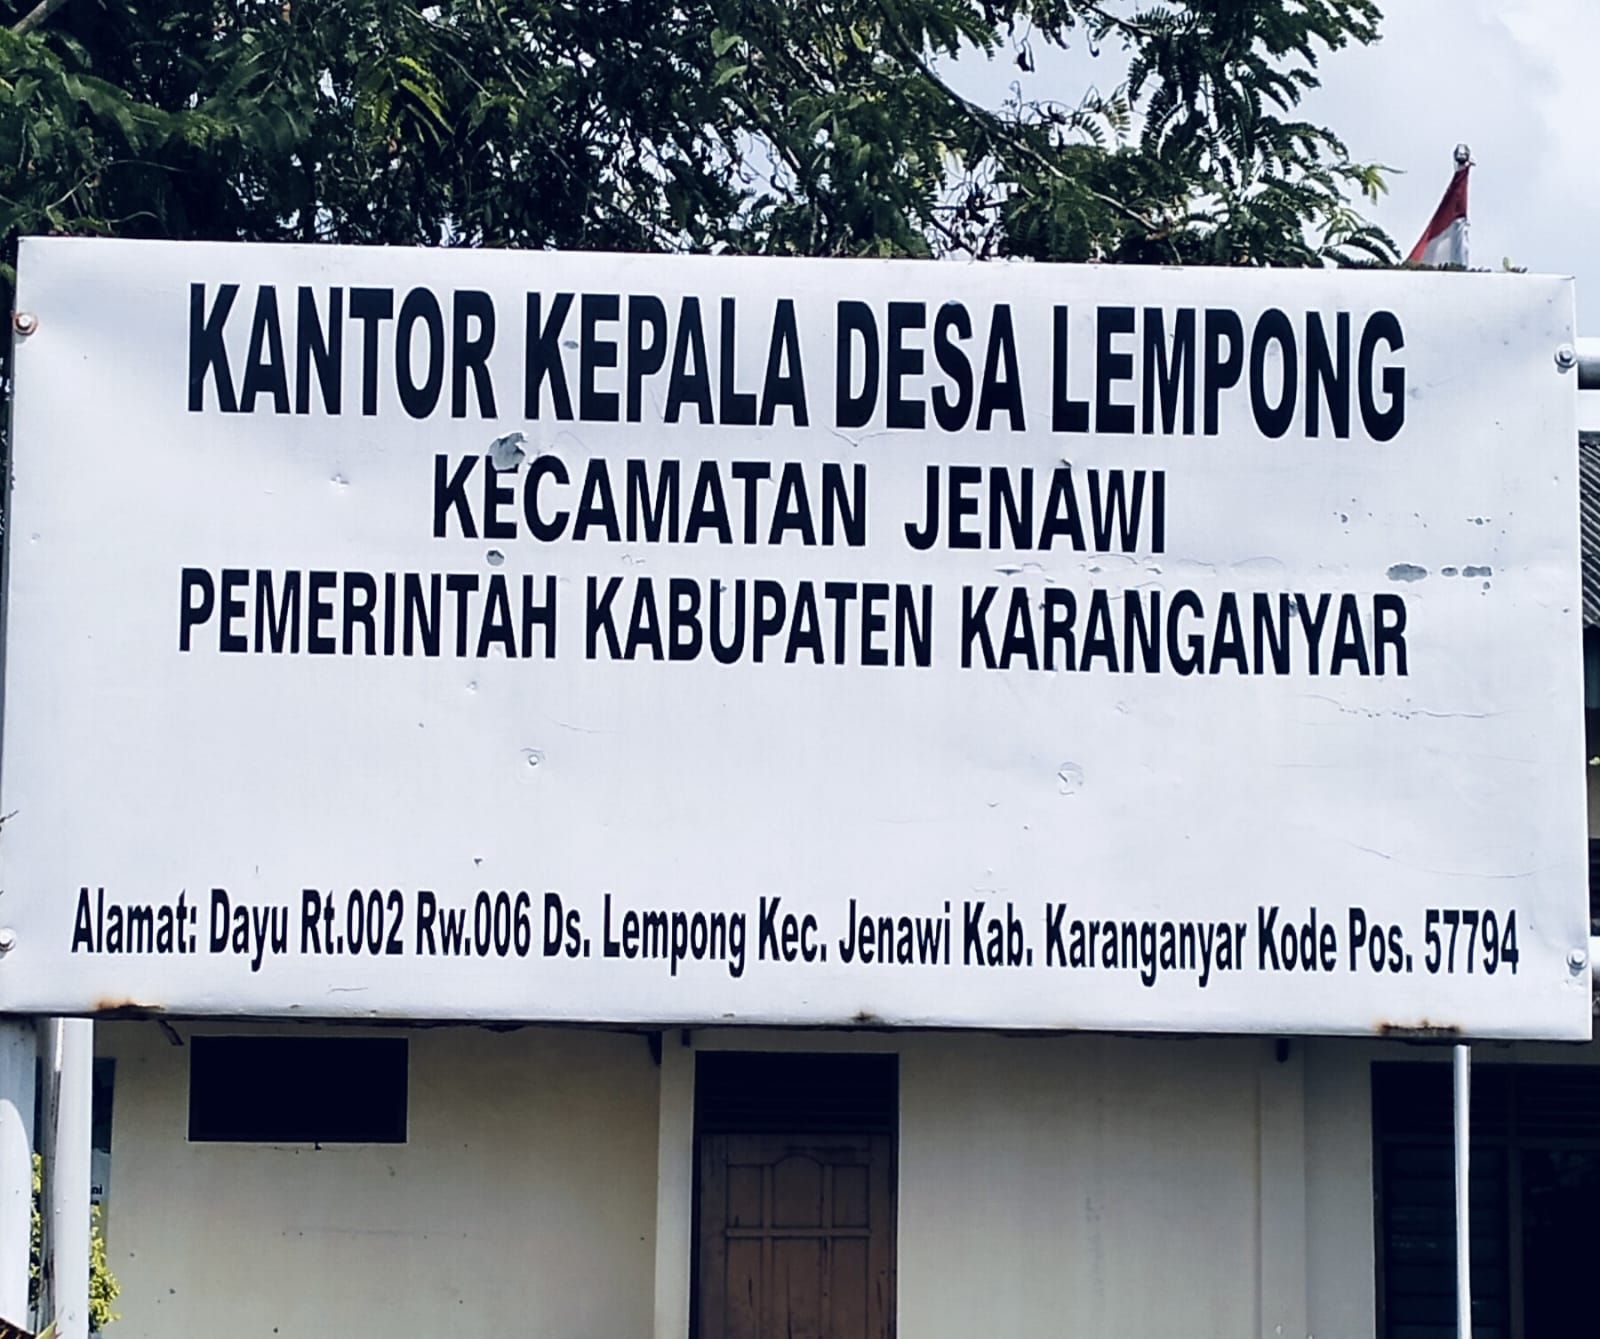 KANTOR KEPALA DESA LEMPONG
KECAMATAN JENAWI
PEMERINTAH KABUPATEN KARANGANYAR
Alamat: Dayu Rt.002 Rw.006 Ds. Lempong Kec. Jenawi Kab. Karanganyar Kode Pos. 57794